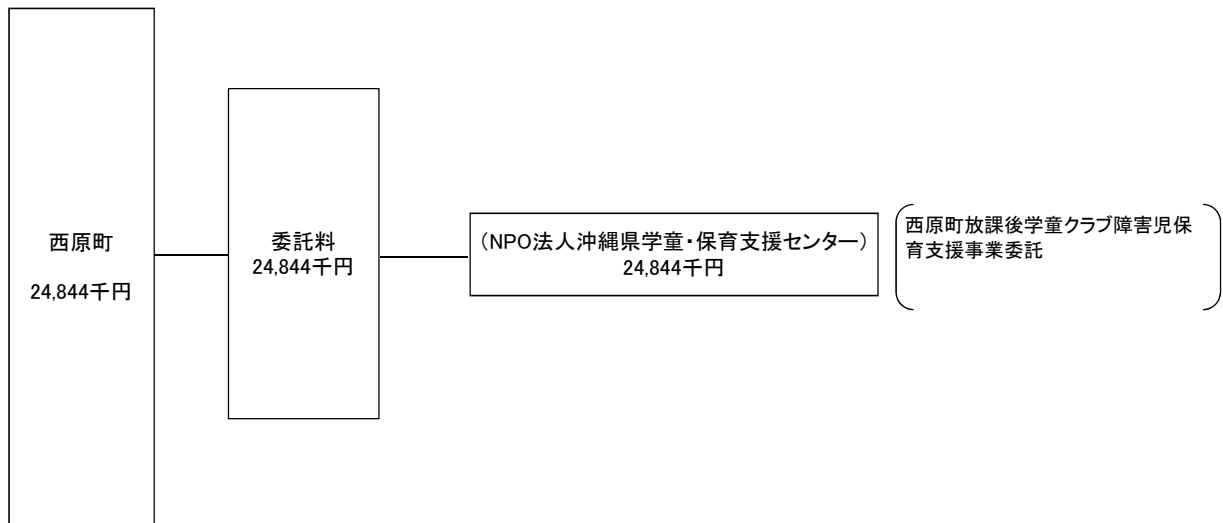 西原町
24,844千円
委託料
24,844千円
（NPO法人沖縄県学童・保育支援センター）
24,844千円
西原町放課後学童クラブ障害児保
育支援事業委託